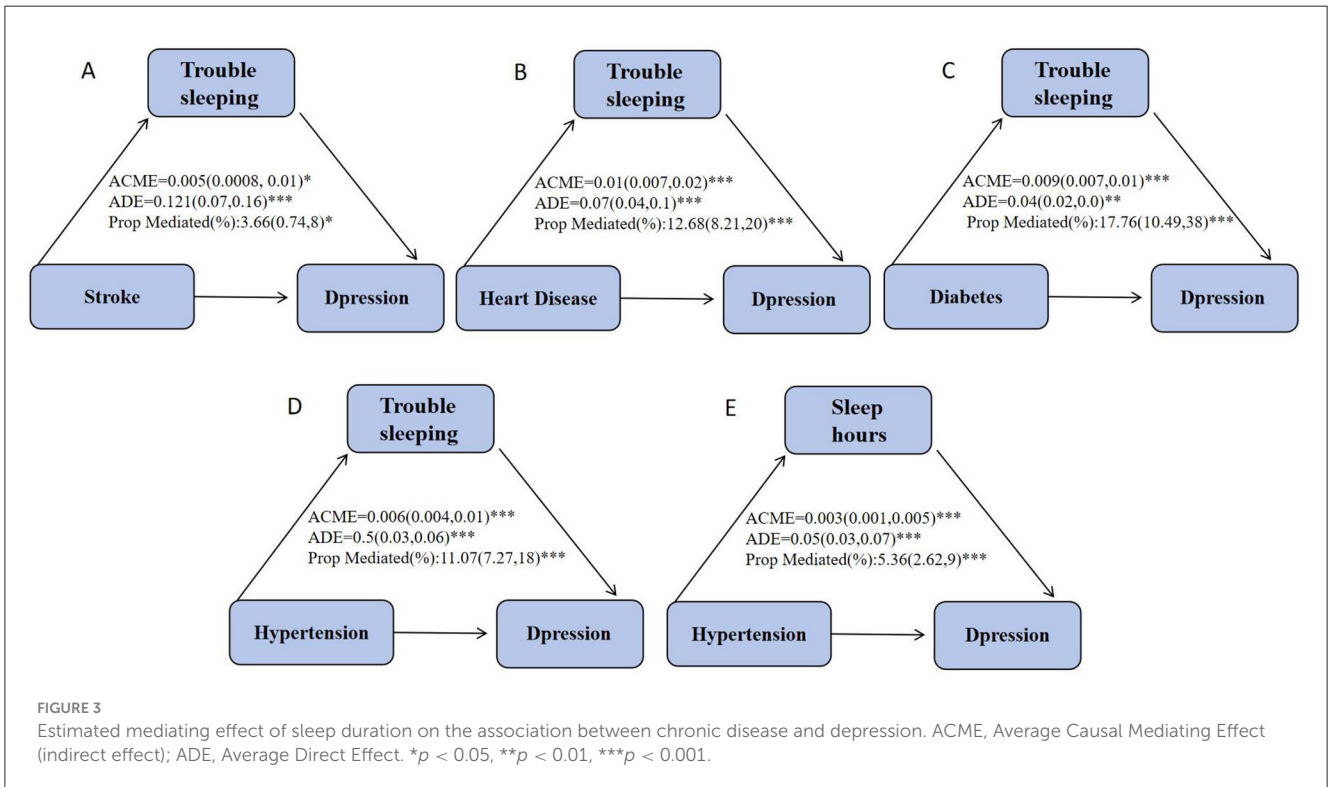 A
Trouble
sleeping
ACME=0.005(0.0008, 0.01)*
ADE=0.121(0.07,0.16)***
Prop Mediated(%):3.66(0.74,8)*
Stroke
Dpression
B
Trouble
sleeping
ACME=0.01(0.007,0.02)***
ADE=0.07(0.04,0.1)***
Prop Mediated(%):12.68(8.21,20)***
Heart Disease
Dpression
C
Trouble
sleeping
ACME=0.009(0.007,0.01)***
ADE=0.04(0.02,0.0)**
Prop Mediated(%):17.76(10.49,38)***
Diabetes
Dpression
D
Trouble
sleeping
ACME=0.006(0.004,0.01)***
ADE=0.5(0.03,0.06)***
Prop Mediated(%):11.07(7.27,18)***
Hypertension
Dpression
E
Sleep
hours
ACME=0.003(0.001,0.005)***
ADE=0.05(0.03,0.07)***
Prop Mediated(%):5.36(2.62,9)***
Hypertension
Dpression
FIGURE 3
Estimated mediating effect of sleep duration on the association between chronic disease and depression. ACME, Average Causal Mediating Effect
(indirect effect); ADE, Average Direct Effect. *p < 0.05, **p < 0.01, ***p < 0.001.